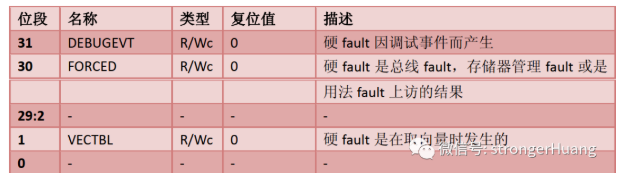 位段 名称 类型 复位值 描述
31 DEBUGEVT R/Wc 0 硬 fault 因调试事件而产生
30 FORCED R/Wc 0 硬 fault 是总线 fault，存储器管理 fault 或是
用法 fault 上访的结果
29:2 - - - -
1 VECTBL R/Wc 0 硬 fault 是在取向量时发生的
0 - - - -
微信号: strongerHuang